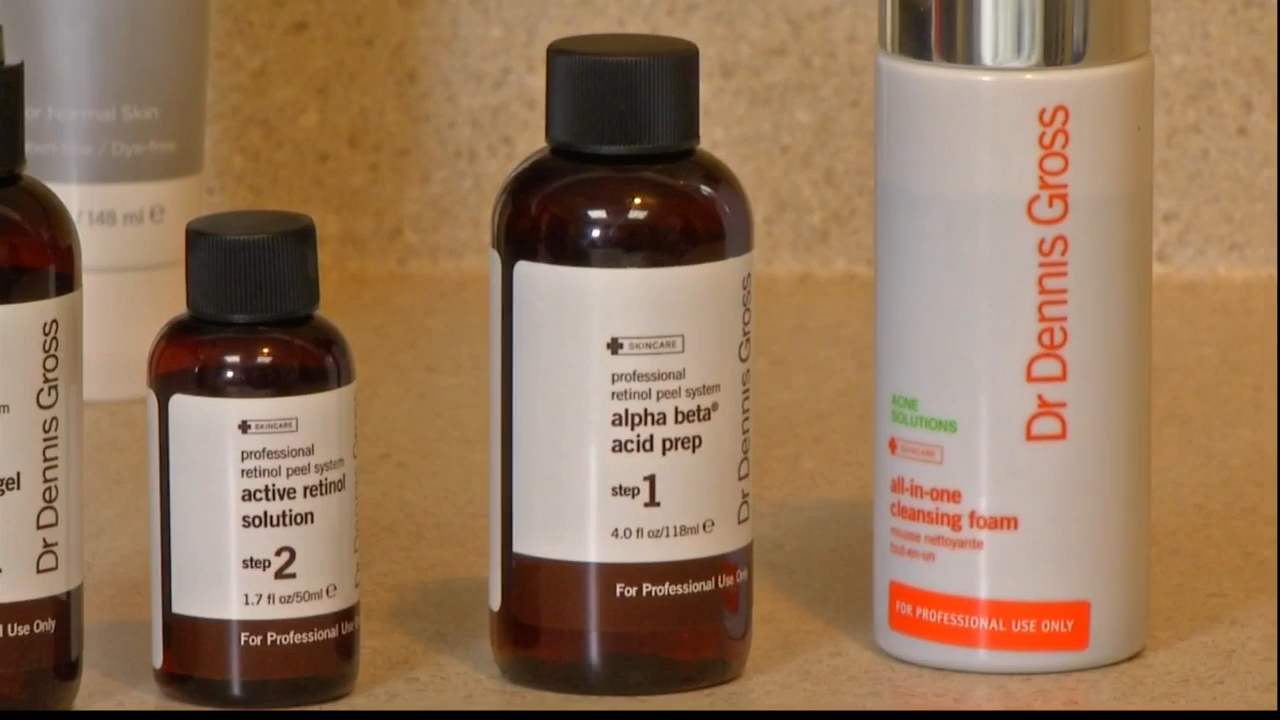 Normal Skin
/ Dye-free
/ 148 ml e
gel
Dr Dennis Gross
Use Only
SKINCARE
professional
retinol peel system
active retinol
solution
step 2
1.7 fl oz/50ml e
For Professional Use
SKINCARE
professional
retinol peel system
alpha beta®
acid prep
step 1
4.0 fl oz/118ml e
For Professional Use Only
Dr Dennis Gross
Dr Dennis Gross
ACNE
SOLUTIONS
SKINCARE
all-in-one
cleansing foam
mousse nettoyante
tout-en-un
FOR PROFESSIONAL USE ONLY